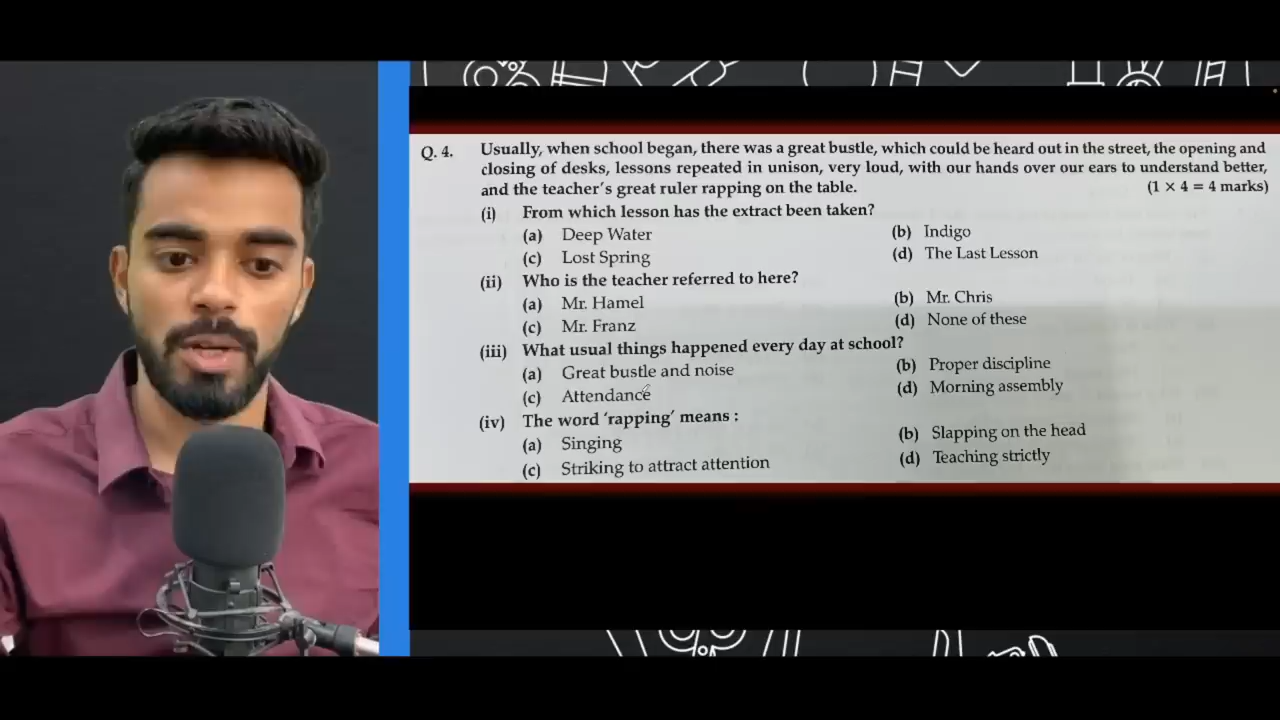 Q. 4. Usually, when school began, there was a great bustle, which could be heard out in the street, the opening and
closing of desks, lessons repeated in unison, very loud, with our hands over our ears to understand better,
and the teacher's great ruler rapping on the table. (1 × 4 = 4 marks)
(i) From which lesson has the extract been taken?
(a) Deep Water (b) Indigo
(c) Lost Spring (d) The Last Lesson
(ii) Who is the teacher referred to here?
(a) Mr. Hamel (b) Mr. Chris
(c) Mr. Franz (d) None of these
(iii) What usual things happened every day at school?
(a) Great bustle and noise (b) Proper discipline
(c) Attendance (d) Morning assembly
(iv) The word 'rapping' means :
(a) Singing (b) Slapping on the head
(c) Striking to attract attention (d) Teaching strictly